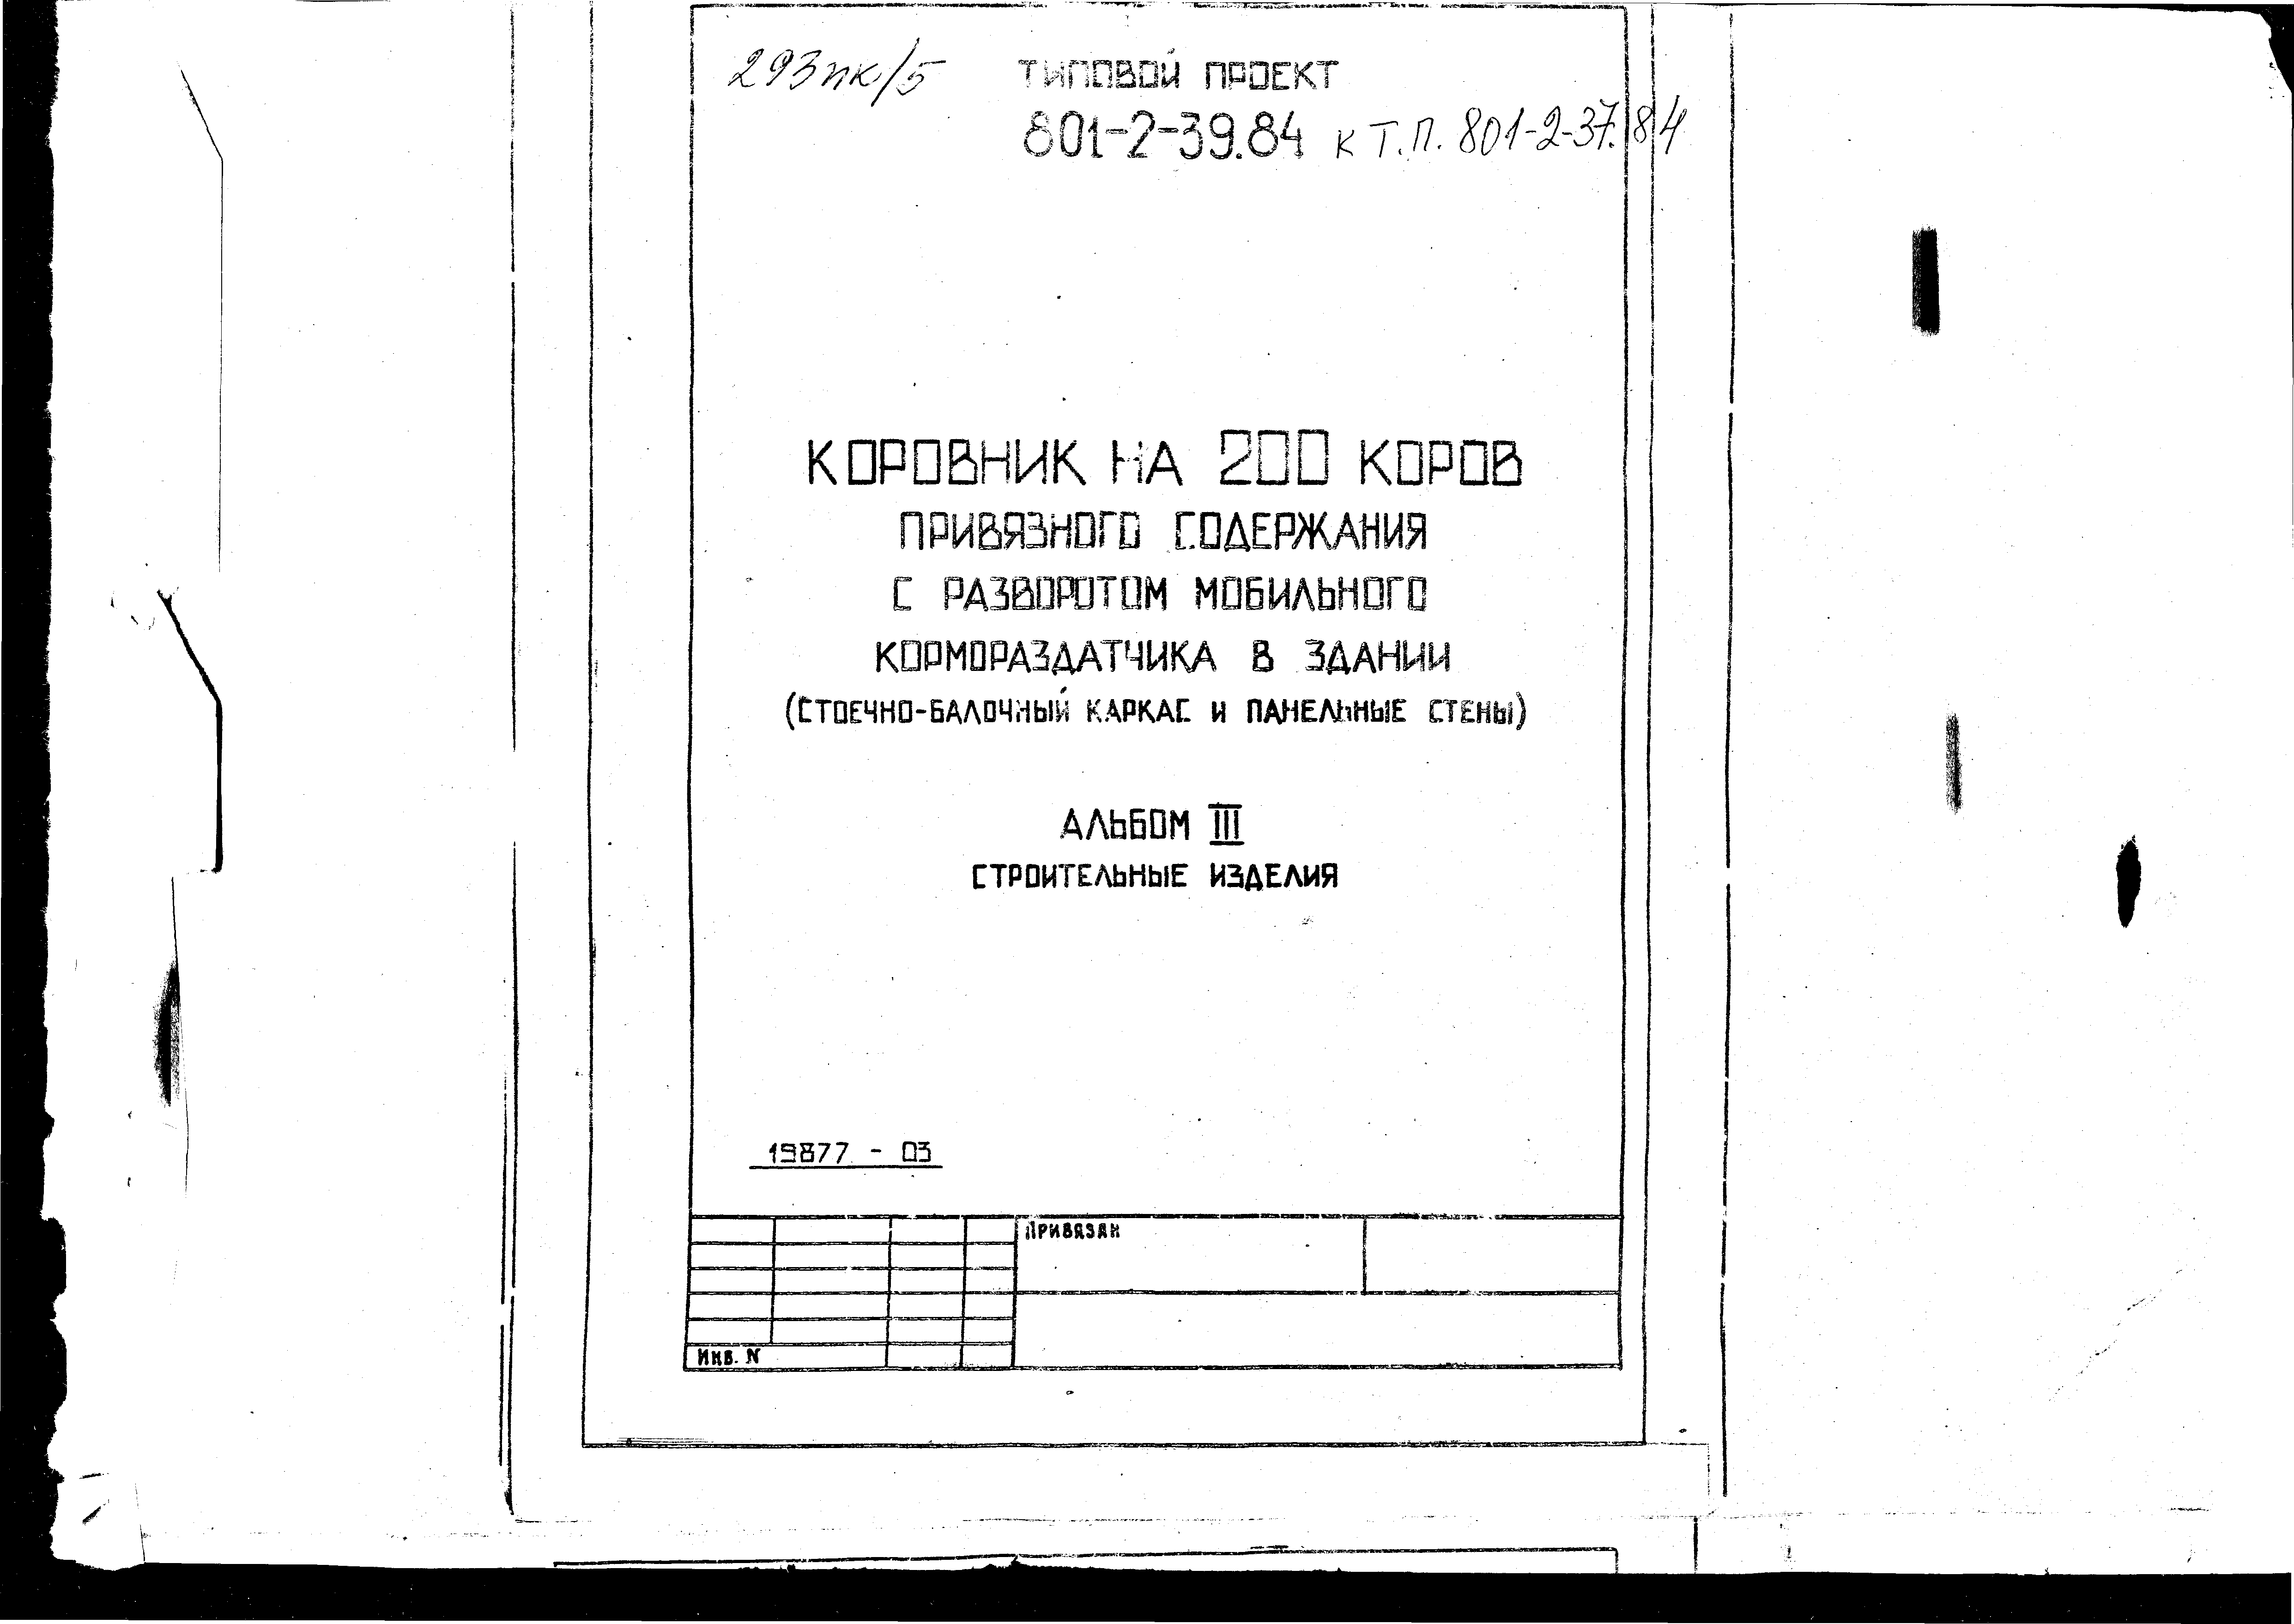 293пк/5
ТИПОВОЙ ПРОЕКТ
801-2-39.84 к Т.П. 801-2-37.84
КОРОВНИК НА 200 КОРОВ
ПРИВЯЗНОГО СОДЕРЖАНИЯ
С РАЗВОРОТОМ МОБИЛЬНОГО
КОРМОРАЗДАТЧИКА В ЗДАНИИ
(СТОЕЧНО-БАЛОЧНЫЙ КАРКАС И ПАНЕЛЬНЫЕ СТЕНЫ)
АЛЬБОМ III
СТРОИТЕЛЬНЫЕ ИЗДЕЛИЯ
19877 - 03
ПРИВЯЗАН
ИНВ. N